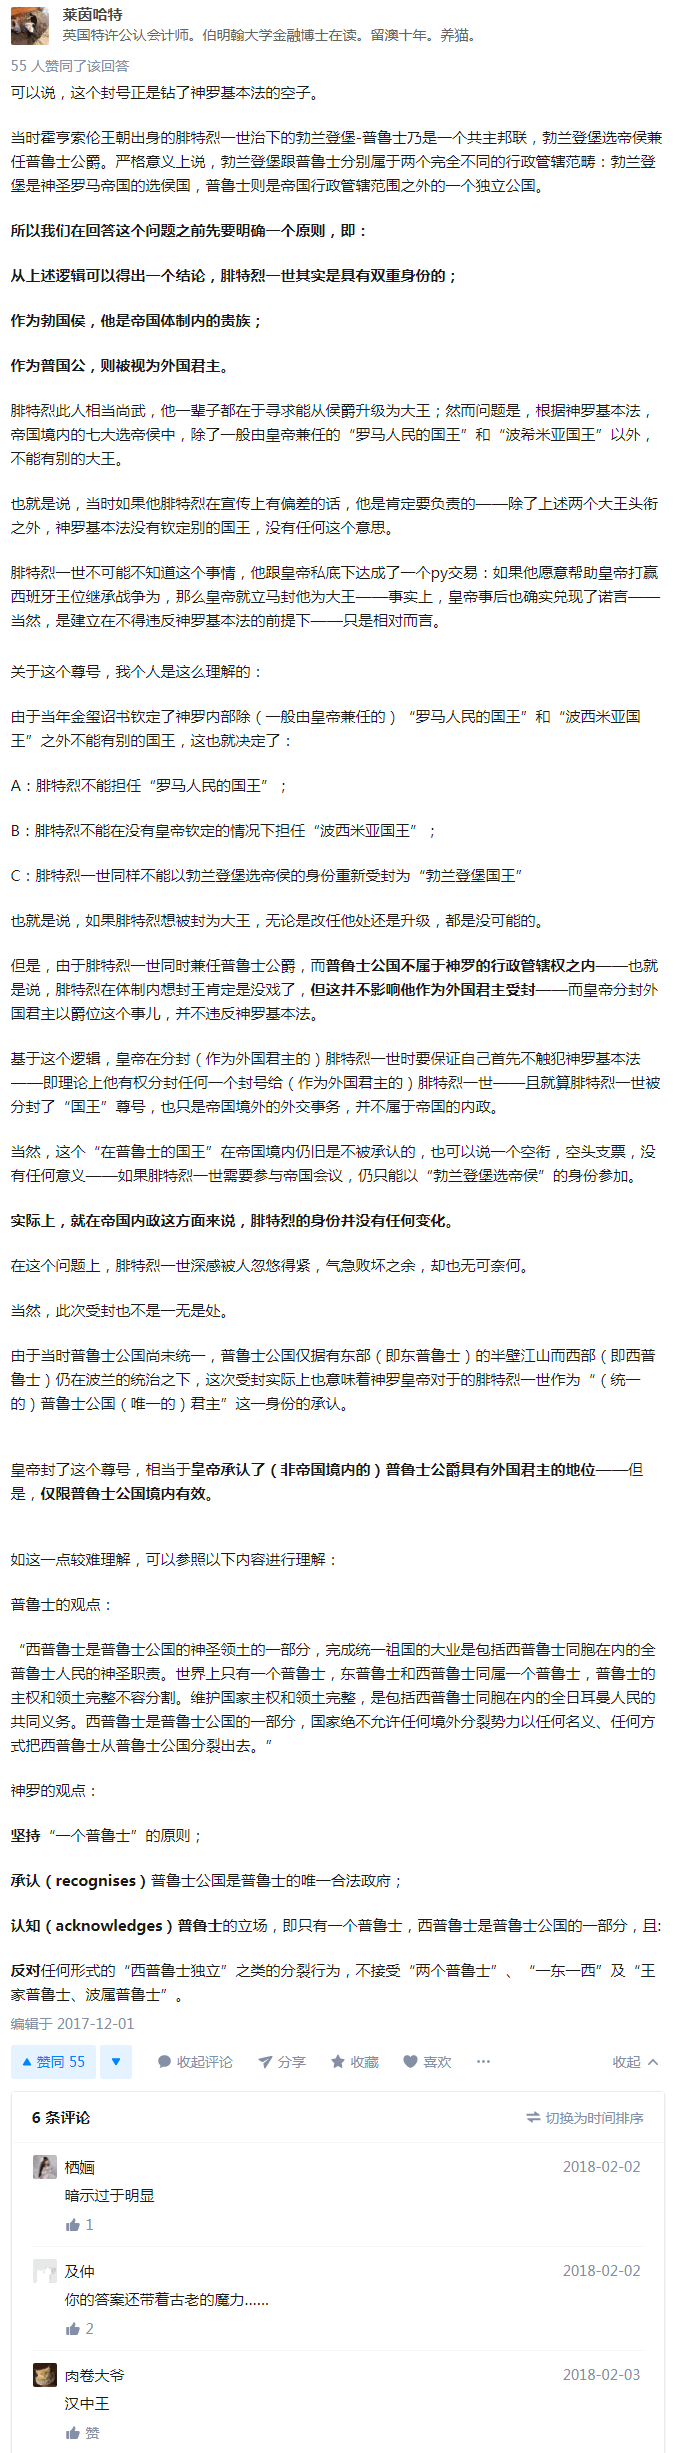 莱茵哈特
英国特许公认会计师。伯明翰大学金融博士在读。留澳十年。养猫。
55 人赞同了该回答
可以说，这个封号正是钻了神罗基本法的空子。
当时霍亨索伦王朝出身的腓特烈一世治下的勃兰登堡-普鲁士乃是一个共主邦联，勃兰登堡选帝侯兼
任普鲁士公爵。严格意义上说，勃兰登堡跟普鲁士分别属于两个完全不同的行政管辖范畴：勃兰登
堡是神圣罗马帝国的选侯国，普鲁士则是帝国行政管辖范围之外的一个独立公国。
所以我们在回答这个问题之前先要明确一个原则，即：
从上述逻辑可以得出一个结论，腓特烈一世其实是具有双重身份的；
作为勃国侯，他是帝国体制内的贵族；
作为普国公，则被视为外国君主。
腓特烈此人相当尚武，他一辈子都在于寻求能从侯爵升级为大王；然而问题是，根据神罗基本法，
帝国境内的七大选帝侯中，除了一般由皇帝兼任的“罗马人民的国王”和“波希米亚国王”以外，
不能有别的大王。
也就是说，当时如果他腓特烈在宣传上有偏差的话，他是肯定要负责的——除了上述两个大王头衔
之外，神罗基本法没有钦定别的国王，没有任何这个意思。
腓特烈一世不可能不知道这个事情，他跟皇帝私底下达成了一个py交易：如果他愿意帮助皇帝打赢
西班牙王位继承战争为，那么皇帝就立马封他为大王——事实上，皇帝事后也确实兑现了诺言——
当然，是建立在不得违反神罗基本法的前提下——只是相对而言。
关于这个尊号，我个人是这么理解的：
由于当年金玺诏书钦定了神罗内部除（一般由皇帝兼任的）“罗马人民的国王”和“波西米亚国
王”之外不能有别的国王，这也就决定了：
A：腓特烈不能担任“罗马人民的国王”；
B：腓特烈不能在没有皇帝钦定的情况下担任“波西米亚国王”；
C：腓特烈一世同样不能以勃兰登堡选帝侯的身份重新受封为“勃兰登堡国王”
也就是说，如果腓特烈想被封为大王，无论是改任他处还是升级，都是没可能的。
但是，由于腓特烈一世同时兼任普鲁士公爵，而普鲁士公国不属于神罗的行政管辖权之内——也就
是说，腓特烈在体制内想封王肯定是没戏了，但这并不影响他作为外国君主受封——而皇帝分封外
国君主以爵位这个事儿，并不违反神罗基本法。
基于这个逻辑，皇帝在分封（作为外国君主的）腓特烈一世时要保证自己首先不触犯神罗基本法
——即理论上他有权分封任何一个封号给（作为外国君主的）腓特烈一世——且就算腓特烈一世被
分封了“国王”尊号，也只是帝国境外的外交事务，并不属于帝国的内政。
当然，这个“在普鲁士的国王”在帝国境内仍旧是不被承认的，也可以说一个空衔，空头支票，没
有任何意义——如果腓特烈一世需要参与帝国会议，仍只能以“勃兰登堡选帝侯”的身份参加。
实际上，就在帝国内政这方面来说，腓特烈的身份并没有任何变化。
在这个问题上，腓特烈一世深感被人忽悠得紧，气急败坏之余，却也无可奈何。
当然，此次受封也不是一无是处。
由于当时普鲁士公国尚未统一，普鲁士公国仅据有东部（即东普鲁士）的半壁江山而西部（即西普
鲁士）仍在波兰的统治之下，这次受封实际上也意味着神罗皇帝对于的腓特烈一世作为“（统一
的）普鲁士公国（唯一的）君主”这一身份的承认。
皇帝封了这个尊号，相当于皇帝承认了（非帝国境内的）普鲁士公爵具有外国君主的地位——但
是，仅限普鲁士公国境内有效。
如这一点较难理解，可以参照以下内容进行理解：
普鲁士的观点：
“西普鲁士是普鲁士公国的神圣领土的一部分，完成统一祖国的大业是包括西普鲁士同胞在内的全
普鲁士人民的神圣职责。世界上只有一个普鲁士，东普鲁士和西普鲁士同属一个普鲁士，普鲁士的
主权和领土完整不容分割。维护国家主权和领土完整，是包括西普鲁士同胞在内的全日耳曼人民的
共同义务。西普鲁士是普鲁士公国的一部分，国家绝不允许任何境外分裂势力以任何名义、任何方
式把西普鲁士从普鲁士公国分裂出去。”
神罗的观点：
坚持“一个普鲁士”的原则；
承认（recognises）普鲁士公国是普鲁士的唯一合法政府；
认知（acknowledges）普鲁士的立场，即只有一个普鲁士，西普鲁士是普鲁士公国的一部分，且:
反对任何形式的“西普鲁士独立”之类的分裂行为，不接受“两个普鲁士”、“一东一西”及“王
家普鲁士、波属普鲁士”。
编辑于 2017-12-01
赞同 55 收起评论 分享 收藏 喜欢 ··· 收起
6 条评论 切换为时间排序
栖婳 2018-02-02
暗示过于明显
1
及仲 2018-02-02
你的答案还带着古老的魔力......
2
肉卷大爷 2018-02-03
汉中王
赞